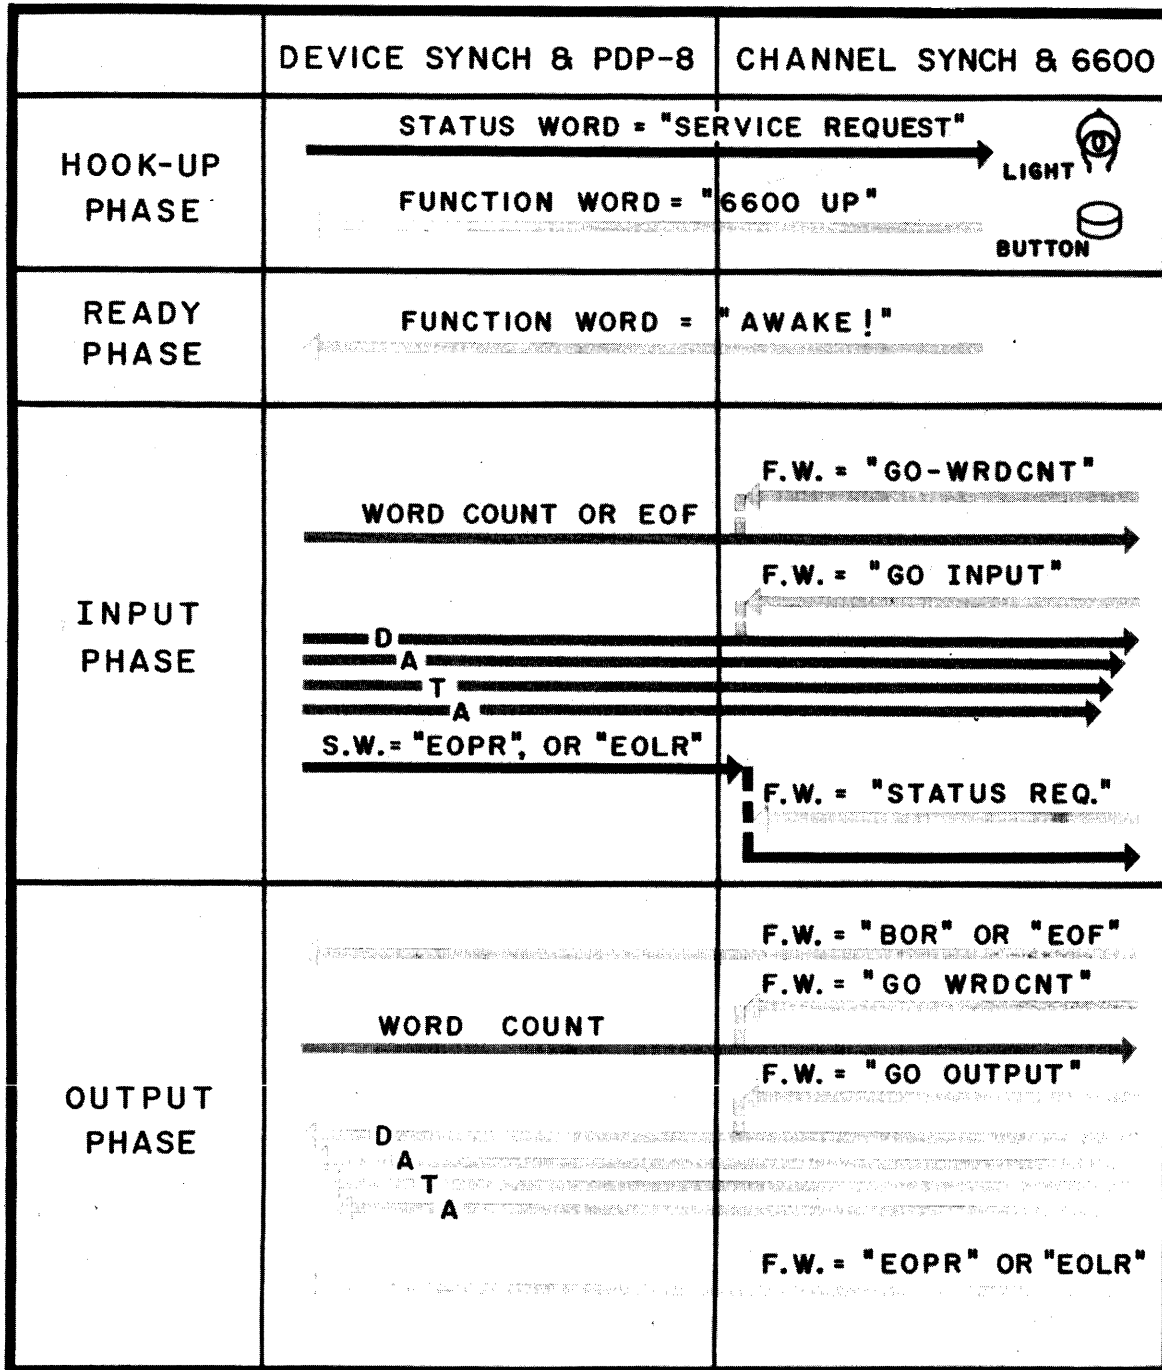 DEVICE SYNCH & PDP-8
CHANNEL SYNCH & 6600
HOOK-UP
PHASE
STATUS WORD = "SERVICE REQUEST"
LIGHT
FUNCTION WORD = "6600 UP"
BUTTON
READY
PHASE
FUNCTION WORD = "AWAKE!"
INPUT
PHASE
F.W. = "GO-WRDCNT"
WORD COUNT OR EOF
F.W. = "GO INPUT"
D
A
T
A
S.W. = "EOPR", OR "EOLR"
F.W. = "STATUS REQ."
OUTPUT
PHASE
F.W. = "BOR" OR "EOF"
F.W. = "GO WRDCNT"
WORD COUNT
F.W. = "GO OUTPUT"
D
A
T
A
F.W. = "EOPR" OR "EOLR"